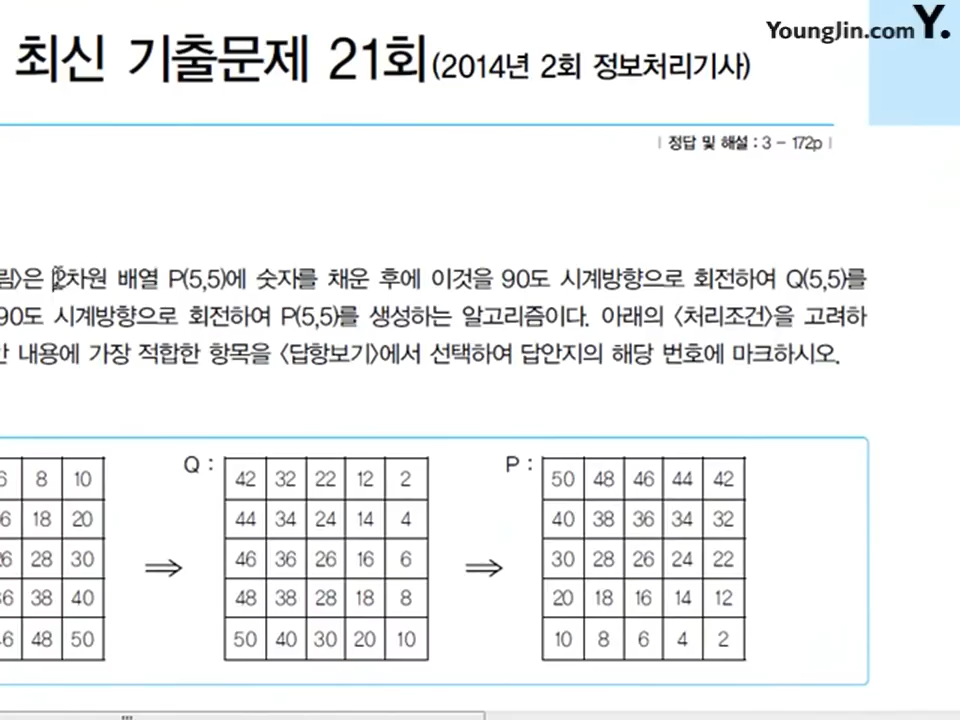 YoungJin.com Y.
최신 기출문제 21회(2014년 2회 정보처리기사)
| 정답 및 해설 : 3 - 172p |
림〉은 2차원 배열 P(5,5)에 숫자를 채운 후에 이것을 90도 시계방향으로 회전하여 Q(5,5)를
90도 시계방향으로 회전하여 P(5,5)를 생성하는 알고리즘이다. 아래의 〈처리조건〉을 고려하
내용에 가장 적합한 항목을 〈답항보기〉에서 선택하여 답안지의 해당 번호에 마크하시오.
Q : P :
6 8 10 42 32 22 12 2 50 48 46 44 42
6 18 20 44 34 24 14 4 40 38 36 34 32
26 28 30 46 36 26 16 6 30 28 26 24 22
36 38 40 48 38 28 18 8 20 18 16 14 12
46 48 50 50 40 30 20 10 10 8 6 4 2